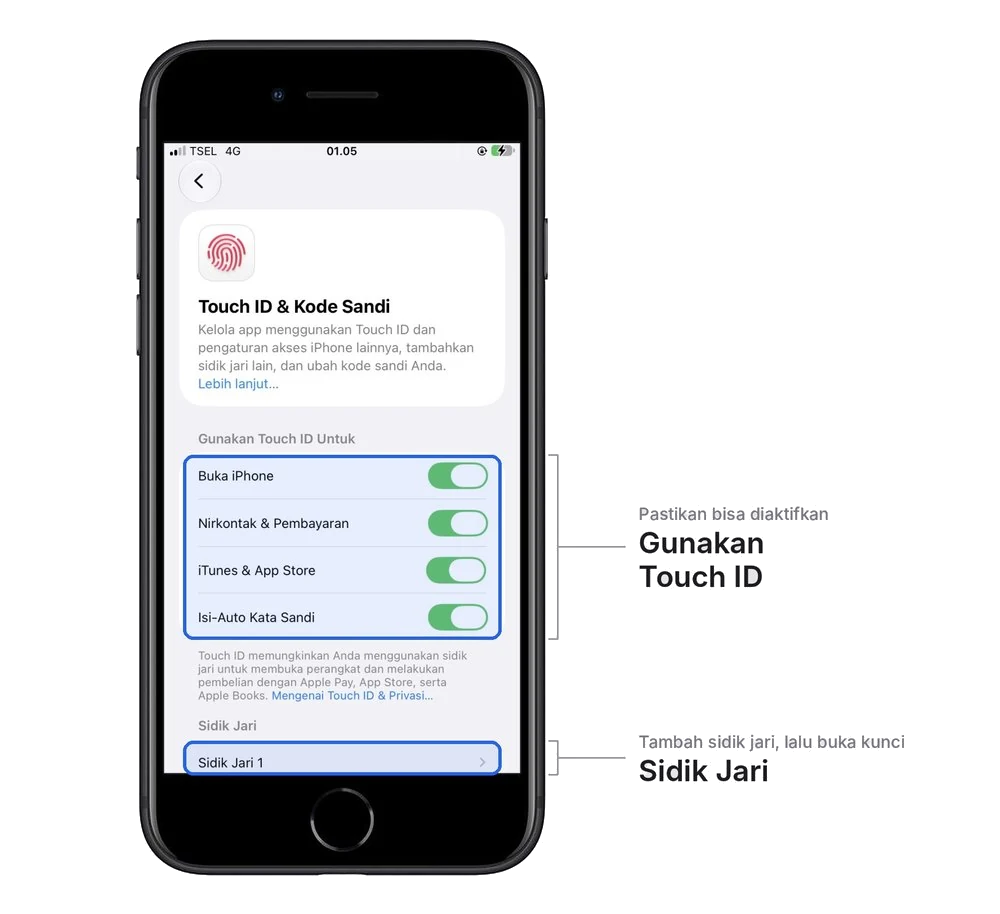 TSEL 4G 01.05
Touch ID & Kode Sandi
Kelola app menggunakan Touch ID dan
pengaturan akses iPhone lainnya, tambahkan
sidik jari lain, dan ubah kode sandi Anda.
Lebih lanjut...
Gunakan Touch ID Untuk
Buka iPhone
Nirkontak & Pembayaran
iTunes & App Store
Isi-Auto Kata Sandi
Touch ID memungkinkan Anda menggunakan sidik
jari untuk membuka perangkat dan melakukan
pembelian dengan Apple Pay, App Store, serta
Apple Books. Mengenai Touch ID & Privasi...
Sidik Jari
Sidik Jari 1
Pastikan bisa diaktifkan
Gunakan
Touch ID
Tambah sidik jari, lalu buka kunci
Sidik Jari